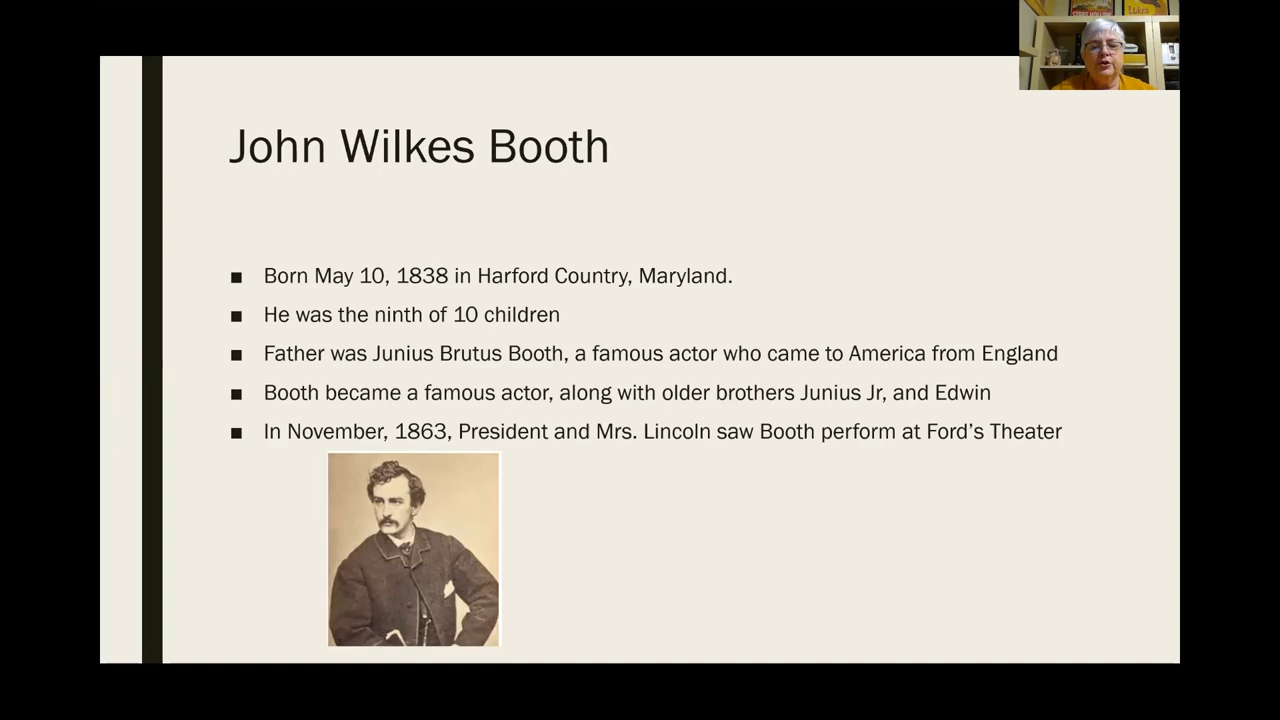 John Wilkes Booth
■ Born May 10, 1838 in Harford Country, Maryland.
■ He was the ninth of 10 children
■ Father was Junius Brutus Booth, a famous actor who came to America from England
■ Booth became a famous actor, along with older brothers Junius Jr, and Edwin
■ In November, 1863, President and Mrs. Lincoln saw Booth perform at Ford’s Theater
Luke's